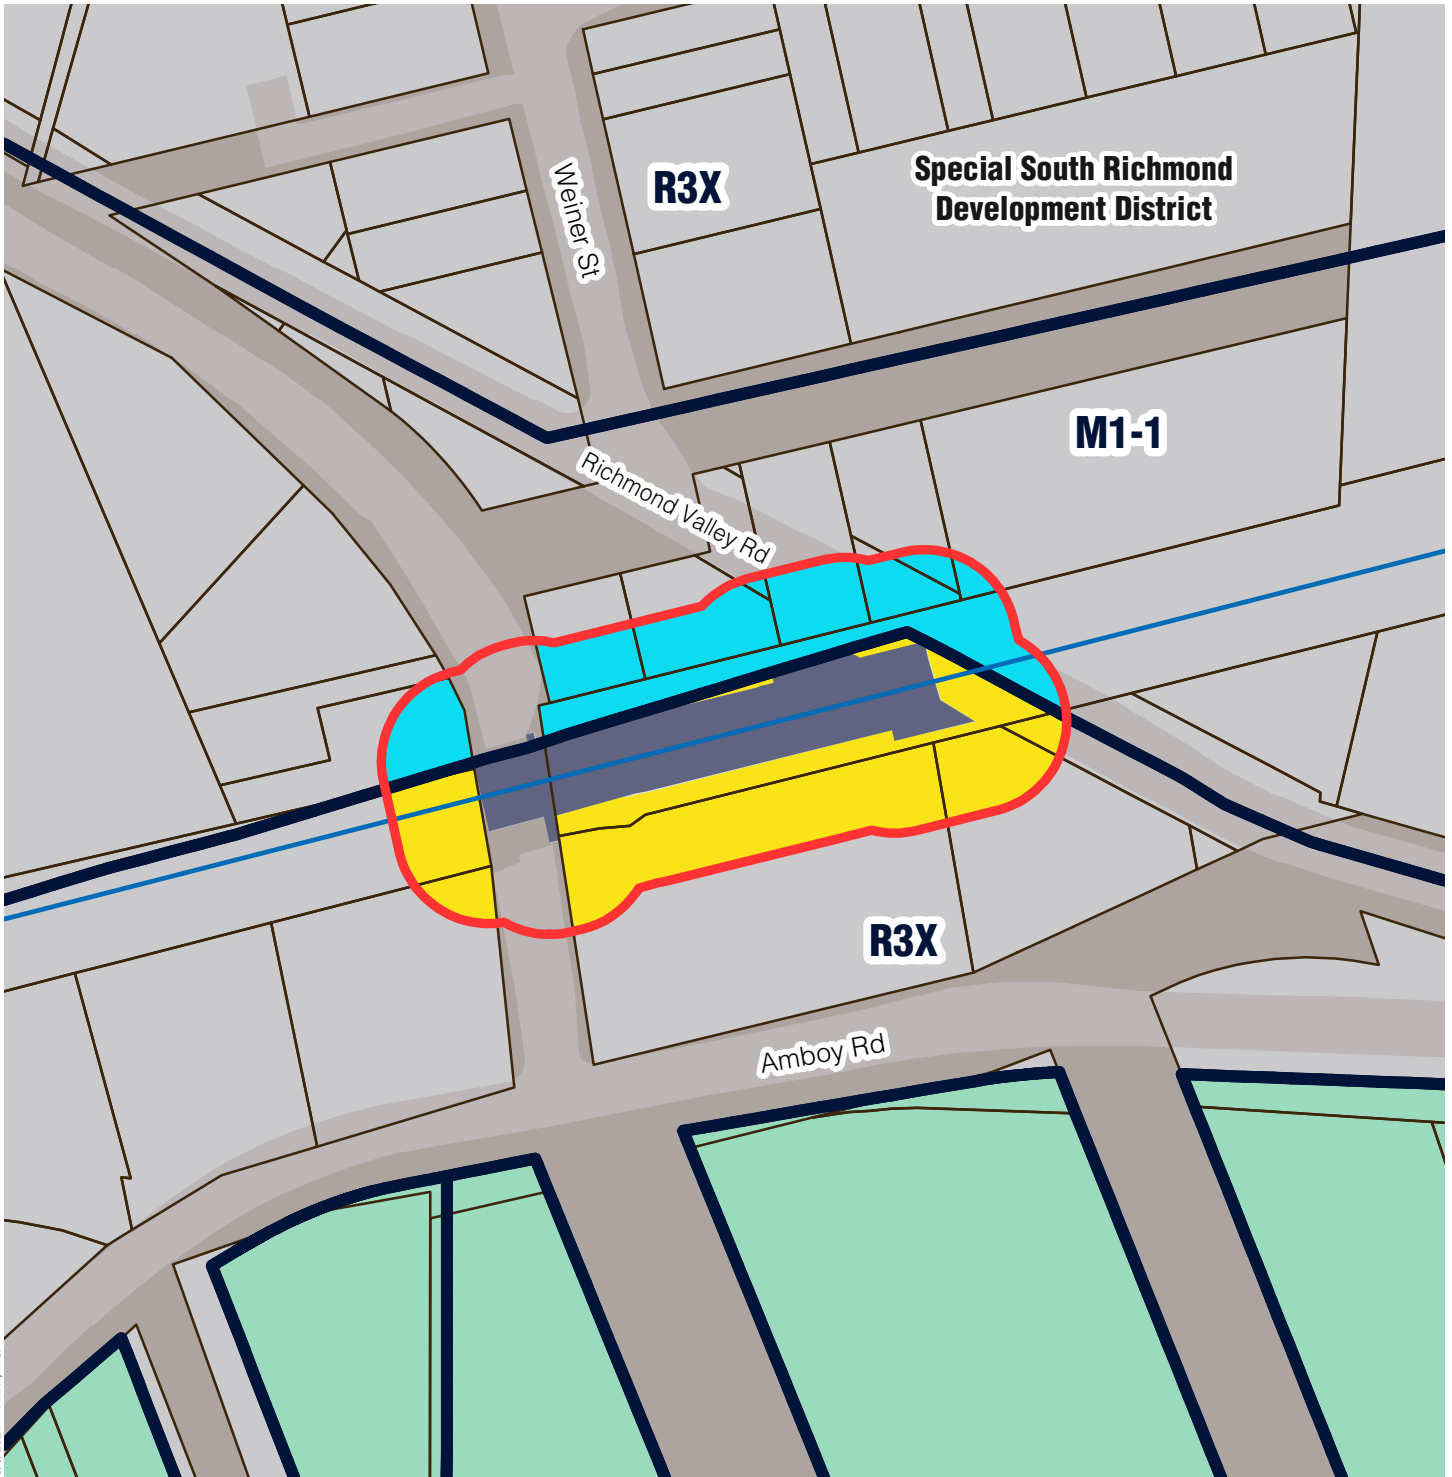 Weiner St
R3X
Special South Richmond
Development District
M1-1
Richmond Valley Rd
R3X
Amboy Rd